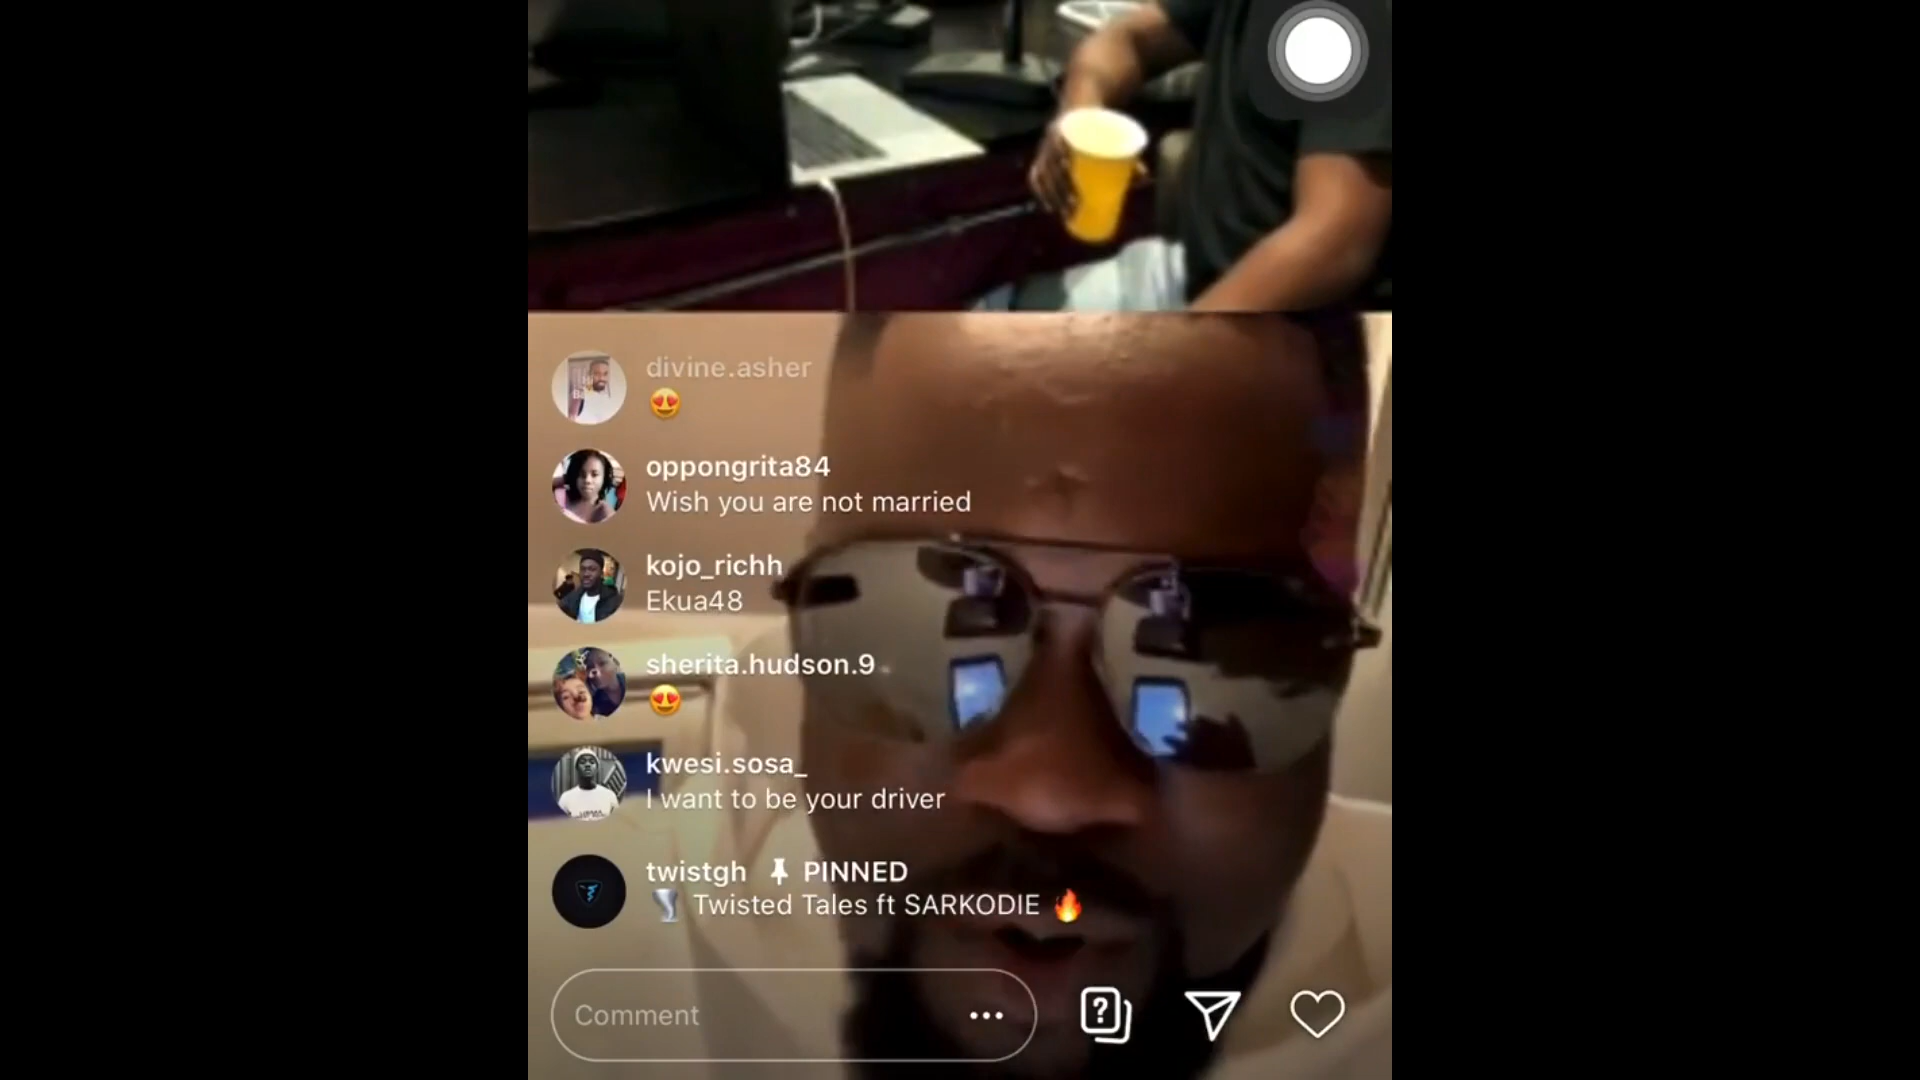 divine.asher
😍
oppongrita84
Wish you are not married
kojo_richh
Ekua48
sherita.hudson.9
😍
kwesi.sosa_
I want to be your driver
twistgh 📌 PINNED
🌪 Twisted Tales ft SARKODIE 🔥
Comment